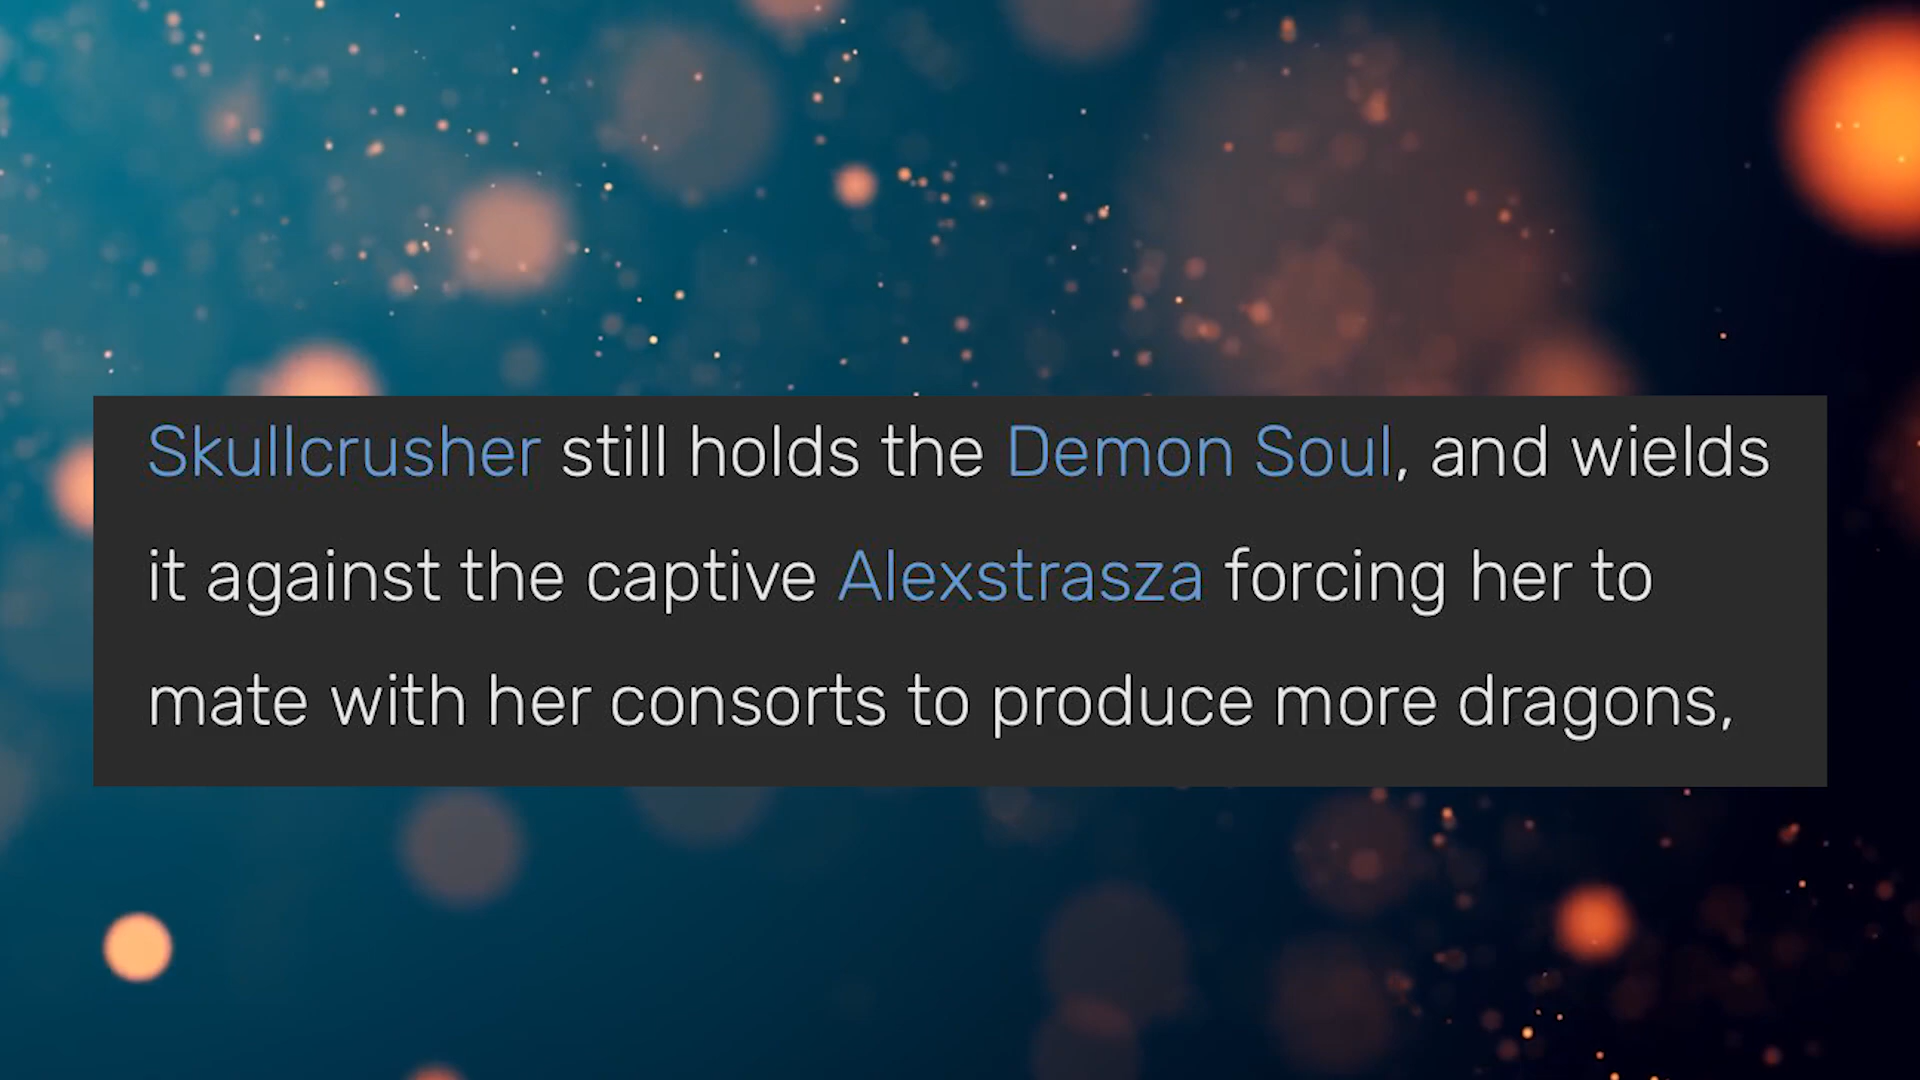 Skullcrusher still holds the Demon Soul, and wields
it against the captive Alexstrasza forcing her to
mate with her consorts to produce more dragons,